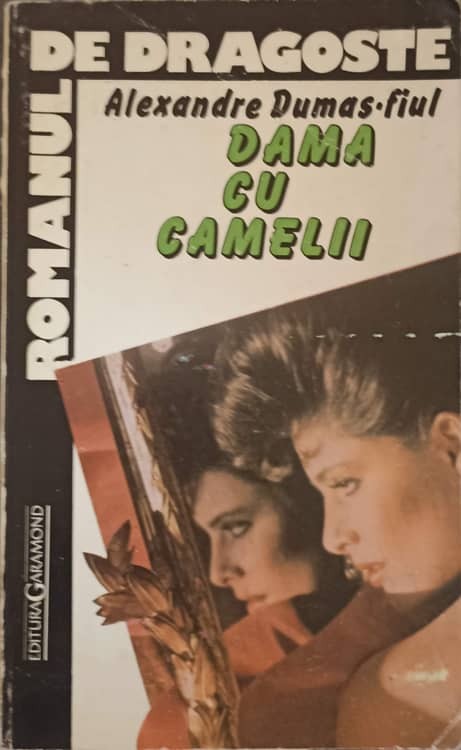 ROMANUL
DE DRAGOSTE
Alexandre Dumas·fiul
DAMA
CU
CAMELII
EDITURA GARAMOND